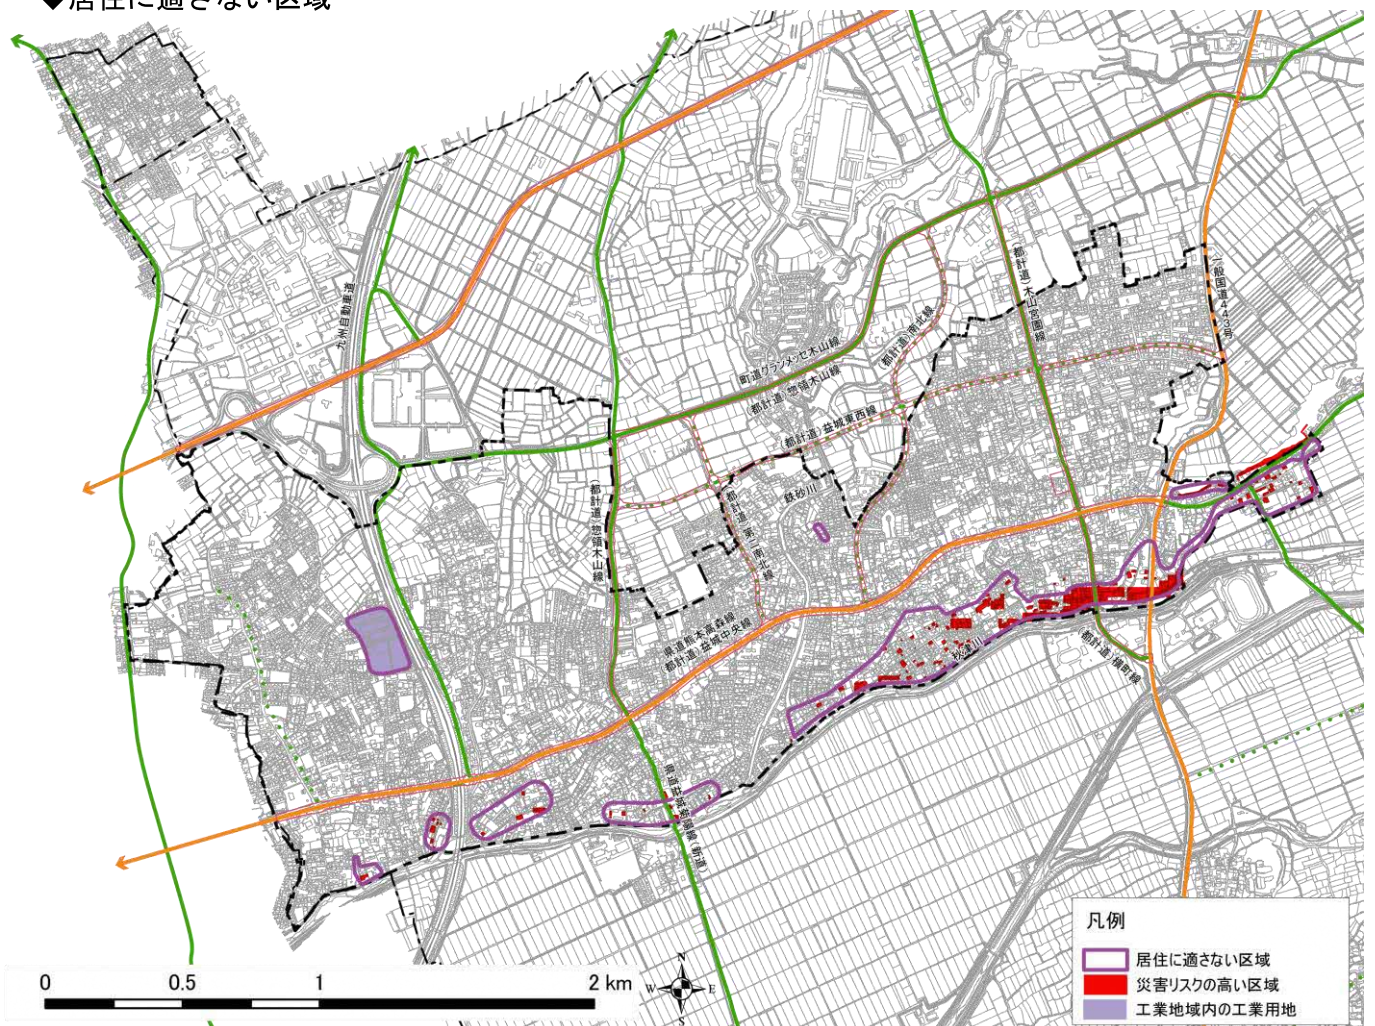 ◆居住に適さない区域
九州自動車道
都計道)木山宮園線
一般国道443号
(都計道)南北線
町道グランメッセ木山線
都計道)惣領木山線
(都計道)益城東西線
(都計道)惣領木山線
(都計道)第二南北線
鉄砂川
県道熊本高森線
都計道)益城中央線
秋津川
(都計道)横町線
県道益城菊陽線(新道)
凡例
居住に適さない区域
災害リスクの高い区域
工業地域内の工業用地
0 0.5 1 2 km
N
W E
S